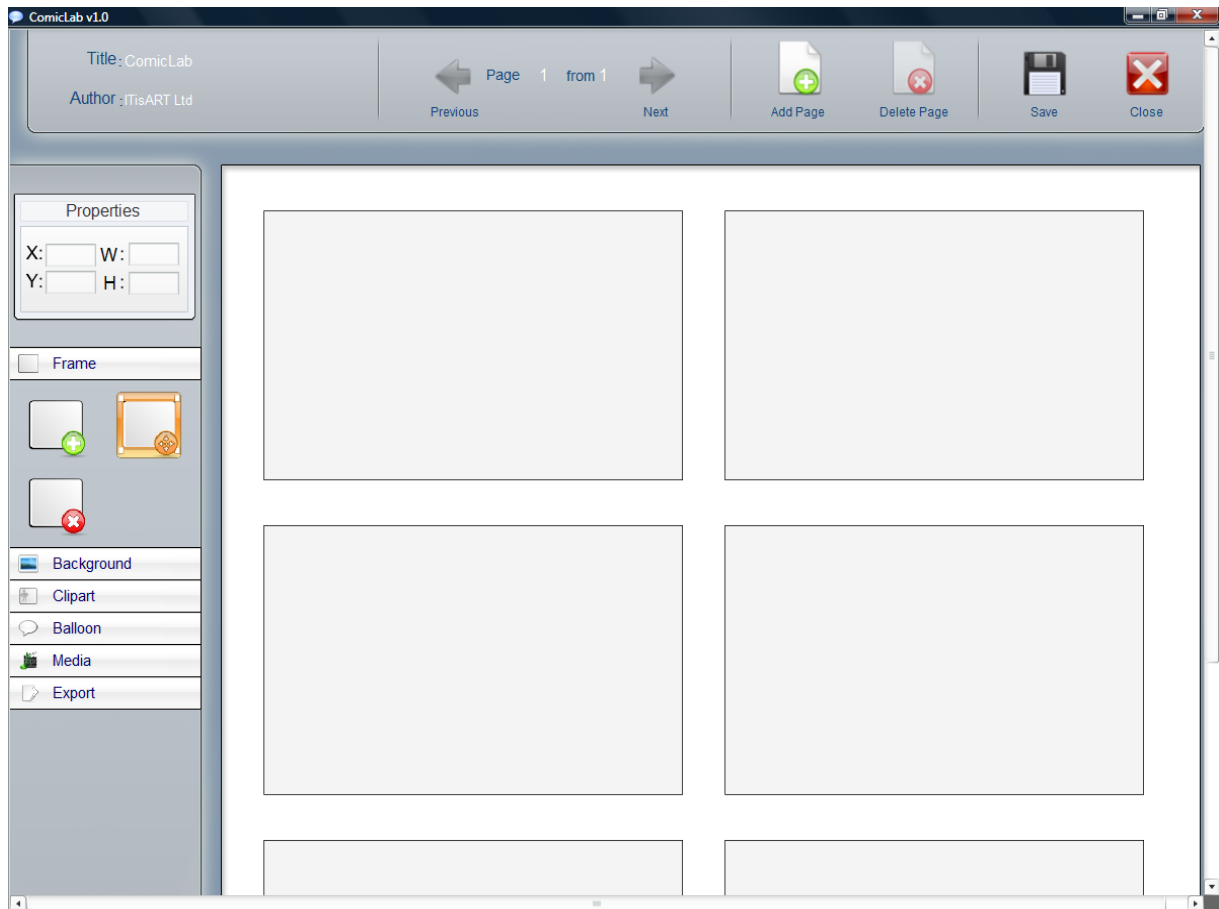 ComicLab v1.0
Title: ComicLab
Author: ITisART Ltd
Page 1 from 1
Previous
Next
Add Page
Delete Page
Save
Close
Properties
X: W:
Y: H:
Frame
Background
Clipart
Balloon
Media
Export